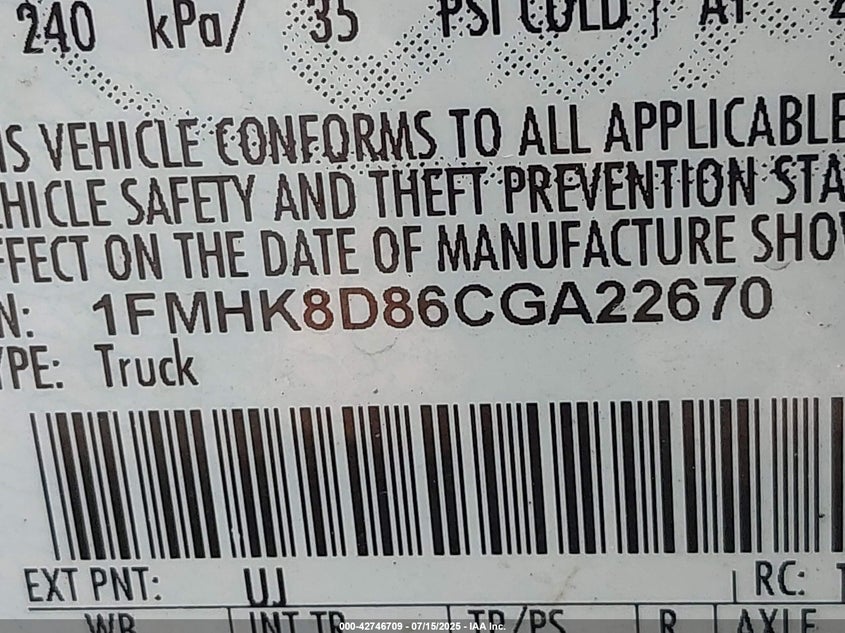 240 kPa/ 35 PSI COLD
IS VEHICLE CONFORMS TO ALL APPLICABLE
HICLE SAFETY AND THEFT PREVENTION STA
FFECT ON THE DATE OF MANUFACTURE SHOW
N: 1FMHK8D86CGA22670
YPE: Truck
EXT PNT: UJ RC:
WB INT TR TP/PS R AXLE
000-42746709 - 07/15/2025 - IAA Inc.